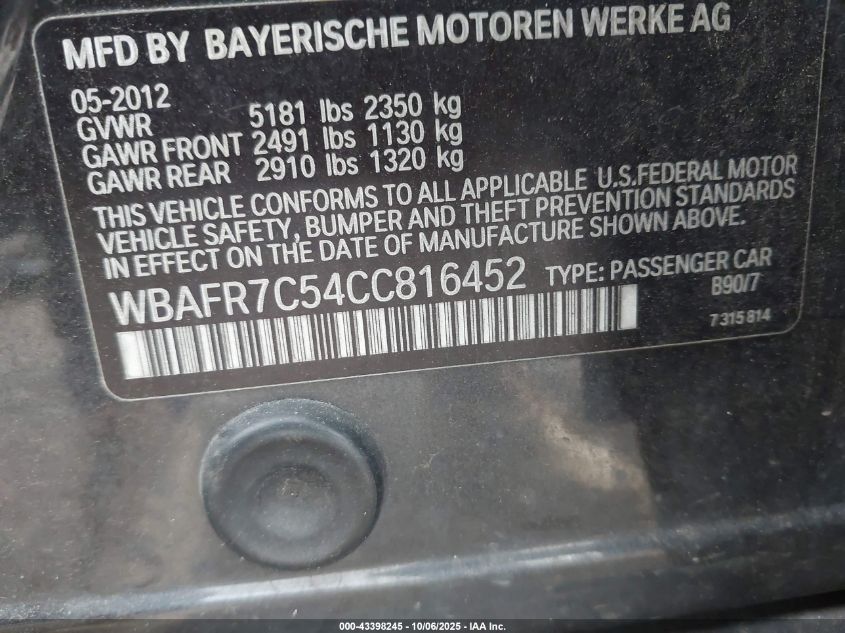 MFD BY BAYERISCHE MOTOREN WERKE AG
05-2012
GVWR 5181 lbs 2350 kg
GAWR FRONT 2491 lbs 1130 kg
GAWR REAR 2910 lbs 1320 kg
THIS VEHICLE CONFORMS TO ALL APPLICABLE U.S.FEDERAL MOTOR
VEHICLE SAFETY, BUMPER AND THEFT PREVENTION STANDARDS
IN EFFECT ON THE DATE OF MANUFACTURE SHOWN ABOVE.
WBAFR7C54CC816452 TYPE: PASSENGER CAR
B90/7
7 315 814
000-43398245 - 10/06/2025 - IAA Inc.